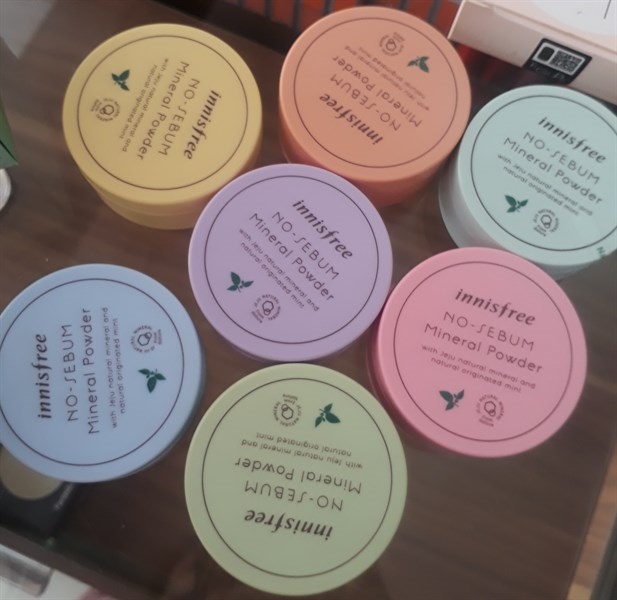 innisfree
NO-SEBUM
Mineral Powder
with Jeju natural mineral and
natural originated mint
innisfree
NO-SEBUM
Mineral Powder
with Jeju natural mineral and
natural originated mint
innisfree
NO-SEBUM
Mineral Powder
with Jeju natural mineral and
natural originated mint
innisfree
NO-SEBUM
Mineral Powder
with Jeju natural mineral and
natural originated mint
innisfree
NO-SEBUM
Mineral Powder
with Jeju natural mineral and
natural originated mint
innisfree
NO-SEBUM
Mineral Powder
with Jeju natural mineral and
natural originated mint
innisfree
NO-SEBUM
Mineral Powder
with Jeju natural mineral and
natural originated mint